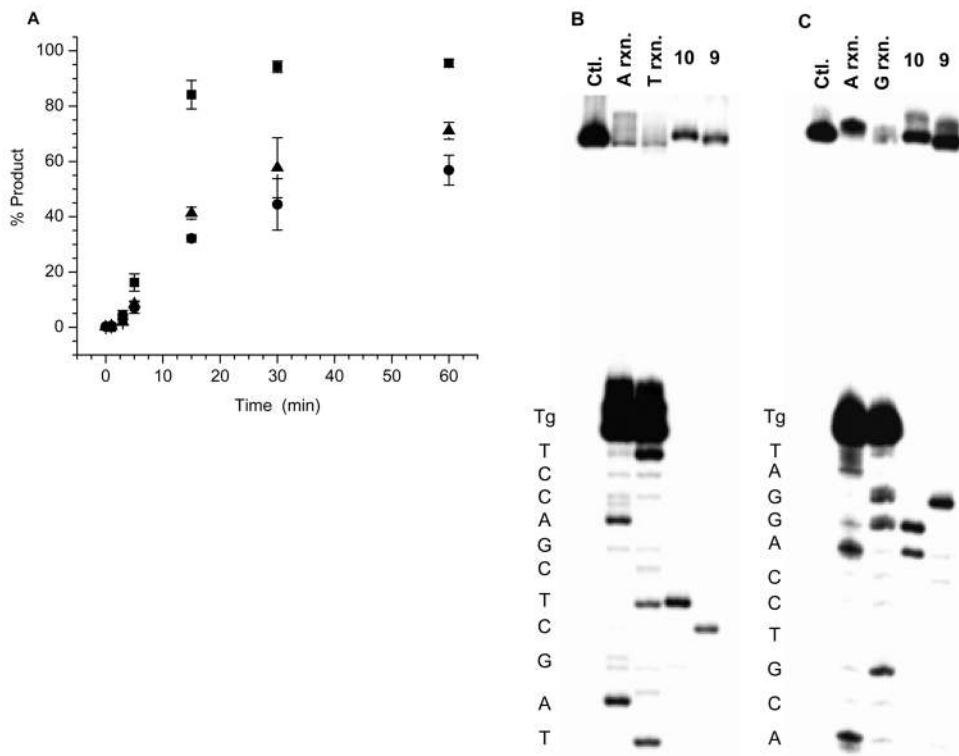 A
% Product
100
80
60
40
20
0
0 10 20 30 40 50 60
Time (min)
B
Ctl. A rxn. T rxn. 10 9
Tg
T
C
C
A
G
C
T
C
G
A
T
C
Ctl. A rxn. G rxn. 10 9
Tg
T
A
G
G
A
C
C
T
G
C
A